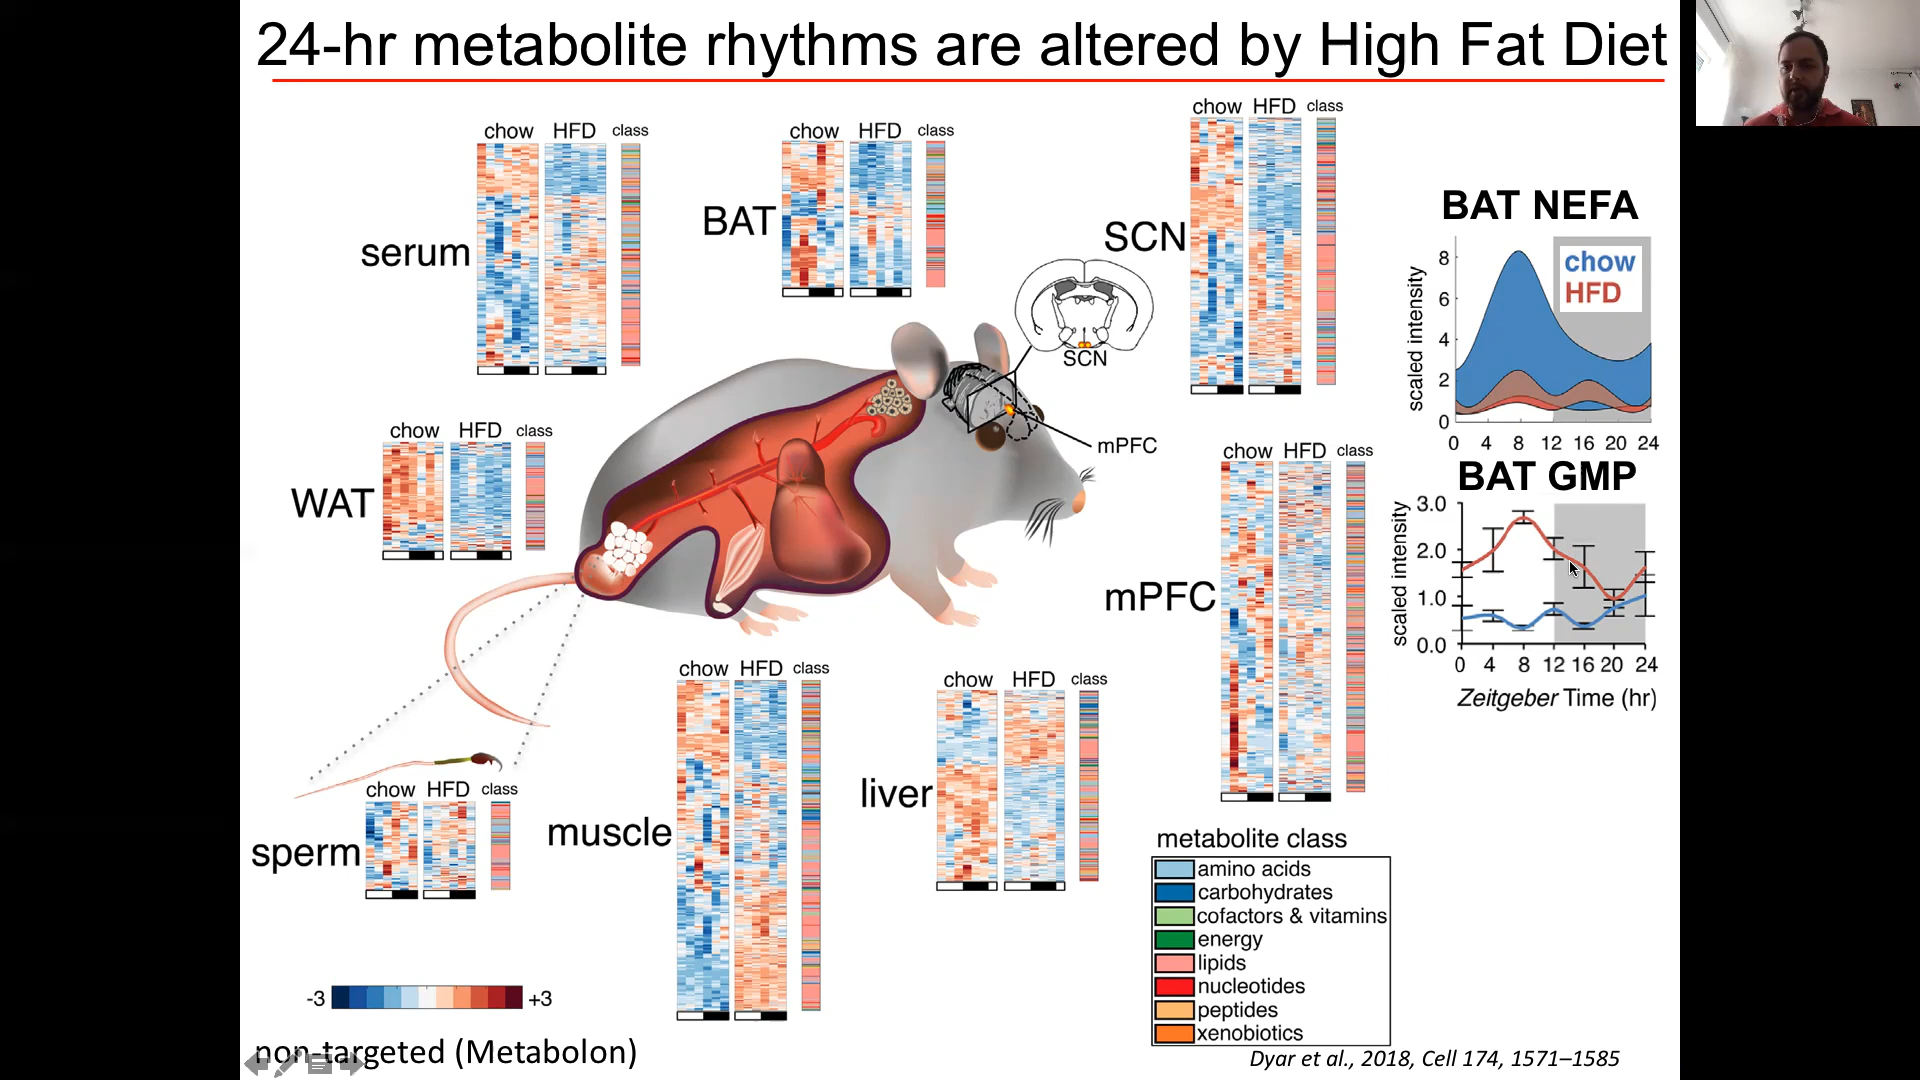 24-hr metabolite rhythms are altered by High Fat Diet
chow HFD class
serum
chow HFD class
BAT
chow HFD class
SCN
SCN
mPFC
BAT NEFA
chow
HFD
scaled intensity
8
6
4
2
0
0 4 8 12 16 20 24
BAT GMP
scaled intensity
3.0
2.0
1.0
0.0
0 4 8 12 16 20 24
Zeitgeber Time (hr)
chow HFD class
WAT
chow HFD class
mPFC
chow HFD class
sperm
chow HFD class
muscle
chow HFD class
liver
metabolite class
amino acids
carbohydrates
cofactors & vitamins
energy
lipids
nucleotides
peptides
xenobiotics
-3 +3
non-targeted (Metabolon)
Dyar et al., 2018, Cell 174, 1571–1585